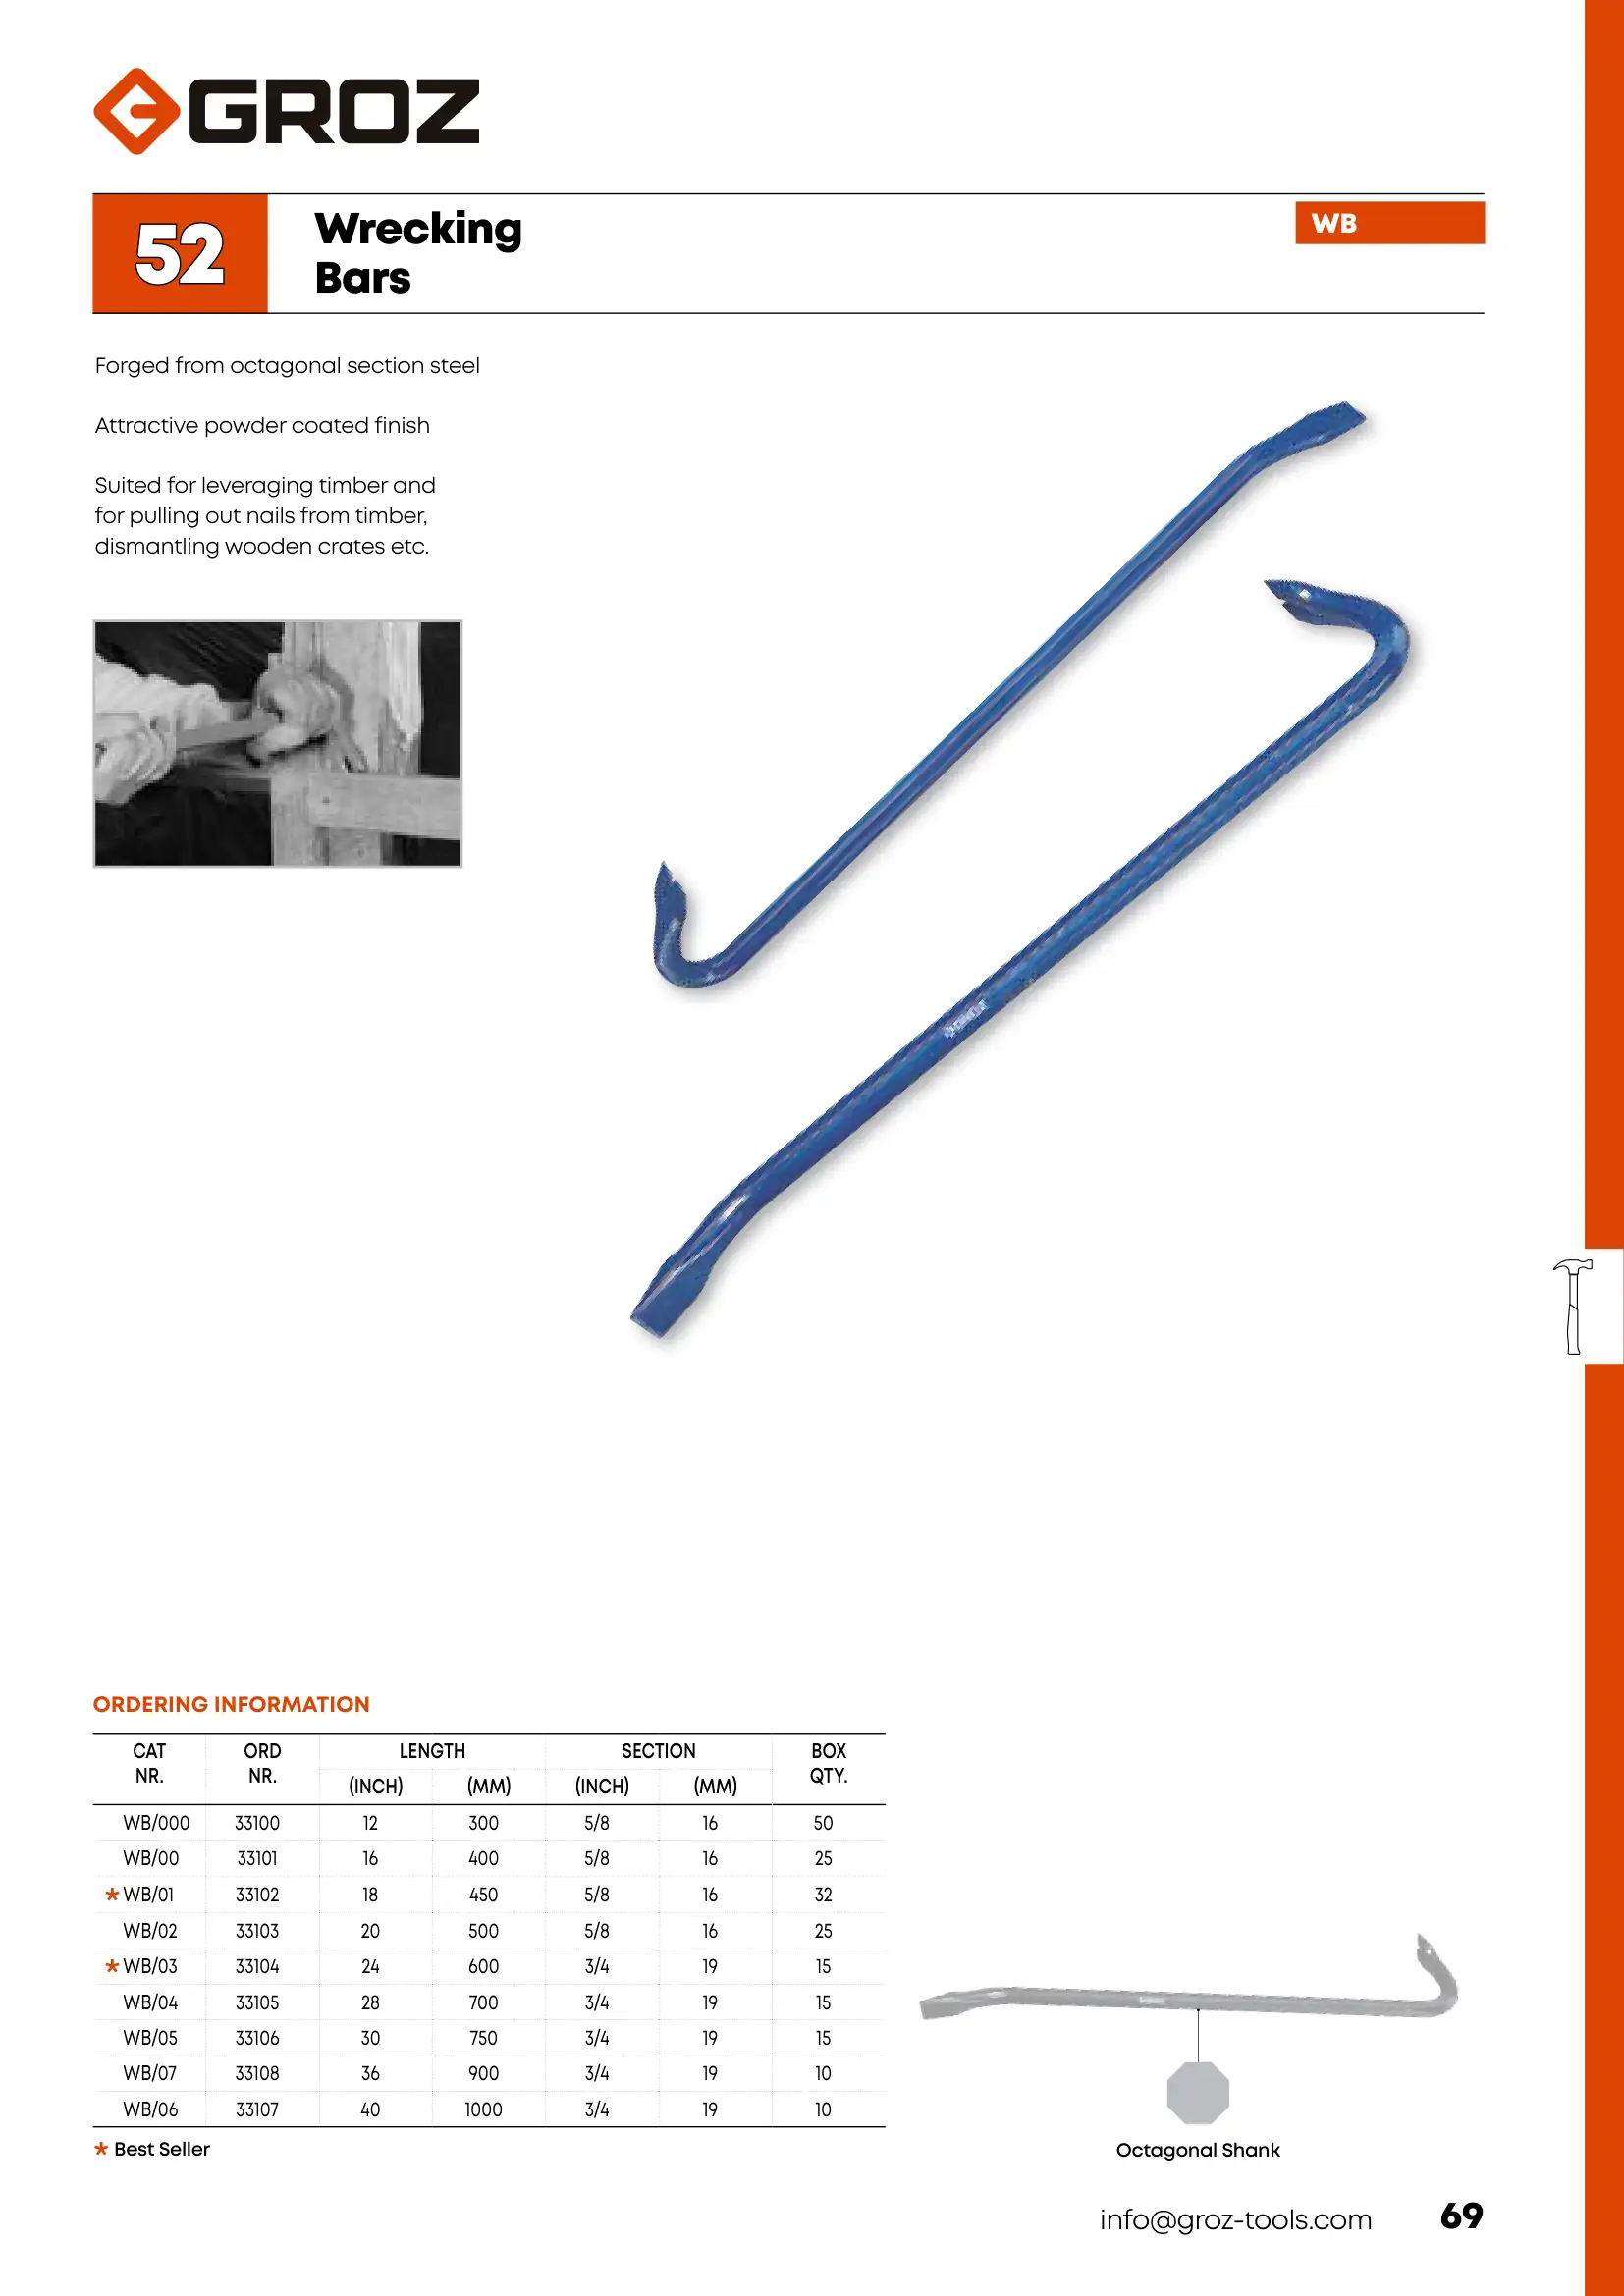 GROZ
52
Wrecking
Bars
WB
Forged from octagonal section steel
Attractive powder coated finish
Suited for leveraging timber and
for pulling out nails from timber,
dismantling wooden crates etc.
GROZ
ORDERING INFORMATION
CAT NR. ORD NR. LENGTH SECTION BOX QTY.
(INCH) (MM) (INCH) (MM)
WB/000 33100 12 300 5/8 16 50
WB/00 33101 16 400 5/8 16 25
* WB/01 33102 18 450 5/8 16 32
WB/02 33103 20 500 5/8 16 25
* WB/03 33104 24 600 3/4 19 15
WB/04 33105 28 700 3/4 19 15
WB/05 33106 30 750 3/4 19 15
WB/07 33108 36 900 3/4 19 10
WB/06 33107 40 1000 3/4 19 10
* Best Seller
Octagonal Shank
info@groz-tools.com 69